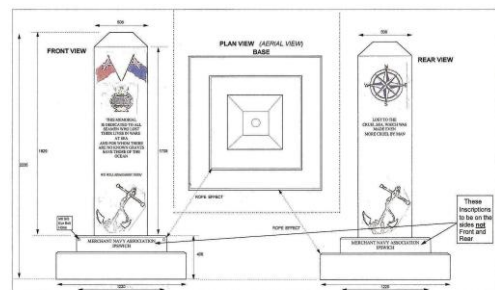 500
PLAN VIEW (AERIAL VIEW)
BASE
500
FRONT VIEW
REAR VIEW
THIS MEMORIAL
IS DEDICATED TO ALL
SEAMEN WHO LOST
THEIR LIVES IN WARS
AT SEA
AND FOR WHOM THERE
ARE NO KNOWN GRAVES
SAVE THOSE OF THE
OCEAN
WE WILL REMEMBER THEM
LOST TO THE
CRUEL SEA, WHICH WAS
MADE EVEN
MORE CRUEL BY MAN
ROPE EFFECT
ROPE EFFECT
MERCHANT NAVY ASSOCIATION
IPSWICH
MERCHANT NAVY ASSOCIATION
IPSWICH
These
Inscriptions
to be on the
sides not
Front and
Rear
1200
1200